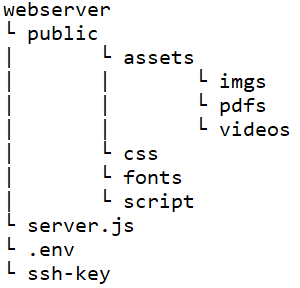 webserver
└ public
│ └ assets
│ │ └ imgs
│ │ └ pdfs
│ │ └ videos
│ └ css
│ └ fonts
│ └ script
└ server.js
└ .env
└ ssh-key